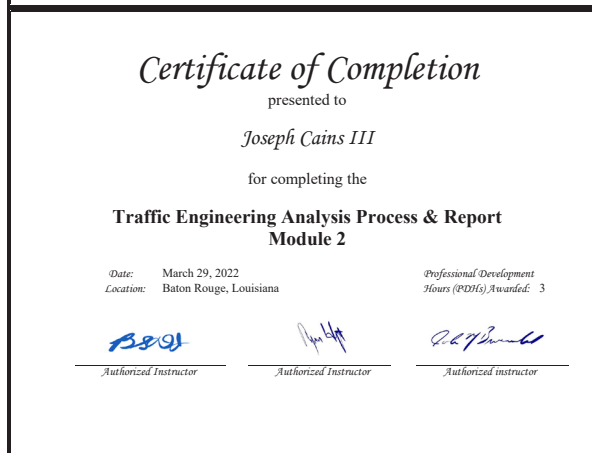 Certificate of Completion
presented to
Joseph Cains III
for completing the
Traffic Engineering Analysis Process & Report
Module 2
Date: March 29, 2022
Location: Baton Rouge, Louisiana
Professional Development
Hours (PDHs) Awarded: 3
Authorized Instructor
Authorized Instructor
Authorized instructor